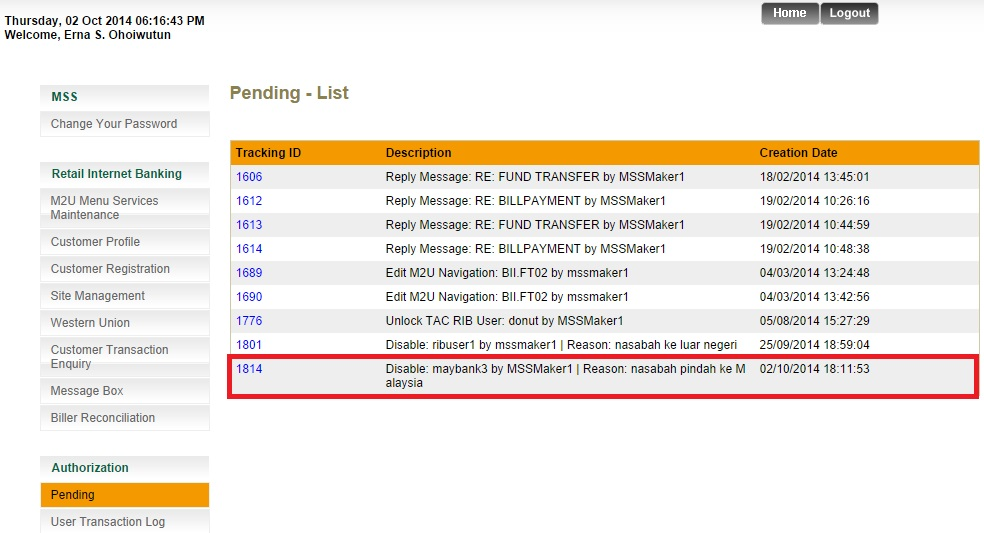 Thursday, 02 Oct 2014 06:16:43 PM
Welcome, Erna S. Ohoiwutun
Home Logout
MSS
Change Your Password
Retail Internet Banking
M2U Menu Services
Maintenance
Customer Profile
Customer Registration
Site Management
Western Union
Customer Transaction
Enquiry
Message Box
Biller Reconciliation
Authorization
Pending
User Transaction Log
Pending - List
Tracking ID Description Creation Date
1606 Reply Message: RE: FUND TRANSFER by MSSMaker1 18/02/2014 13:45:01
1612 Reply Message: RE: BILLPAYMENT by MSSMaker1 19/02/2014 10:26:16
1613 Reply Message: RE: FUND TRANSFER by MSSMaker1 19/02/2014 10:44:59
1614 Reply Message: RE: BILLPAYMENT by MSSMaker1 19/02/2014 10:48:38
1689 Edit M2U Navigation: BII.FT02 by mssmaker1 04/03/2014 13:24:48
1690 Edit M2U Navigation: BII.FT02 by mssmaker1 04/03/2014 13:42:56
1776 Unlock TAC RIB User: donut by MSSMaker1 05/08/2014 15:27:29
1801 Disable: ribuser1 by mssmaker1 | Reason: nasabah ke luar negeri 25/09/2014 18:59:04
1814 Disable: maybank3 by MSSMaker1 | Reason: nasabah pindah ke M 02/10/2014 18:11:53
alaysia